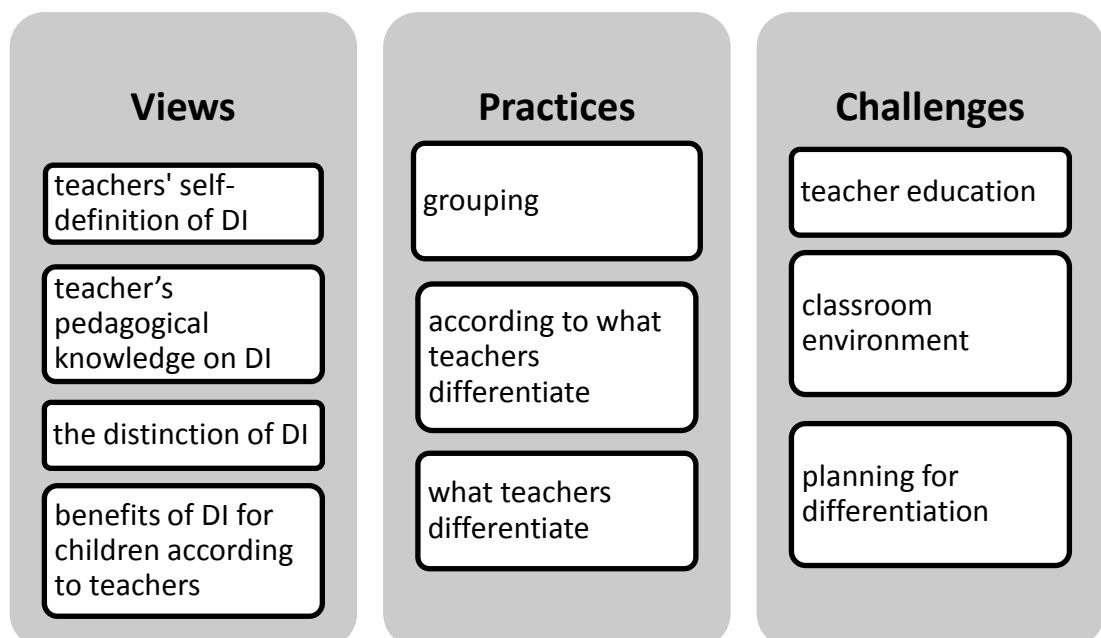 Views
teachers' self-
definition of DI
teacher’s
pedagogical
knowledge on DI
the distinction of DI
benefits of DI for
children according
to teachers
Practices
grouping
according to what
teachers
differentiate
what teachers
differentiate
Challenges
teacher education
classroom
environment
planning for
differentiation